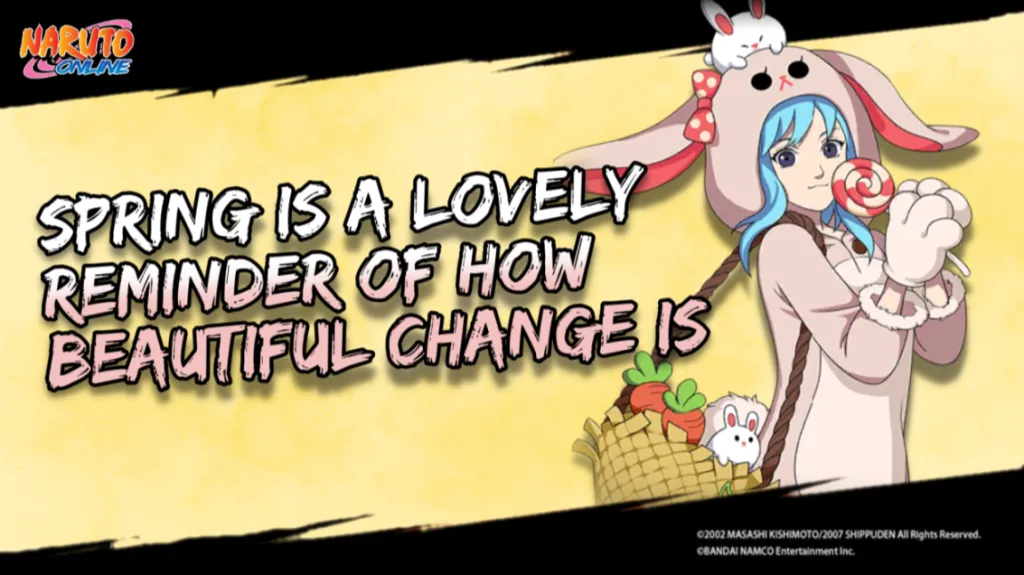 NARUTO
ONLINE
SPRING IS A LOVELY
REMINDER OF HOW
BEAUTIFUL CHANGE IS
©2002 MASASHI KISHIMOTO/2007 SHIPPUDEN All Rights Reserved.
©BANDAI NAMCO Entertainment Inc.